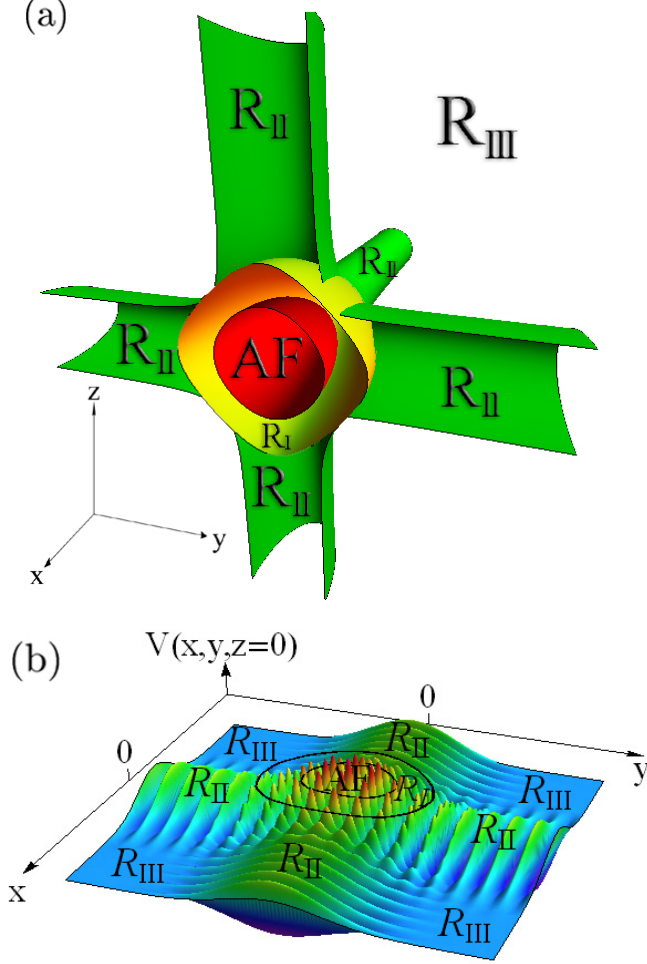 (a)
R_II
R_III
R_II
R_II
AF
R_II
R_I
R_II
z
y
x
(b)
V(x,y,z=0)
0
0
R_II
R_III
AF
R_I
R_II
y
R_III
R_II
R_II
x
R_III
R_III